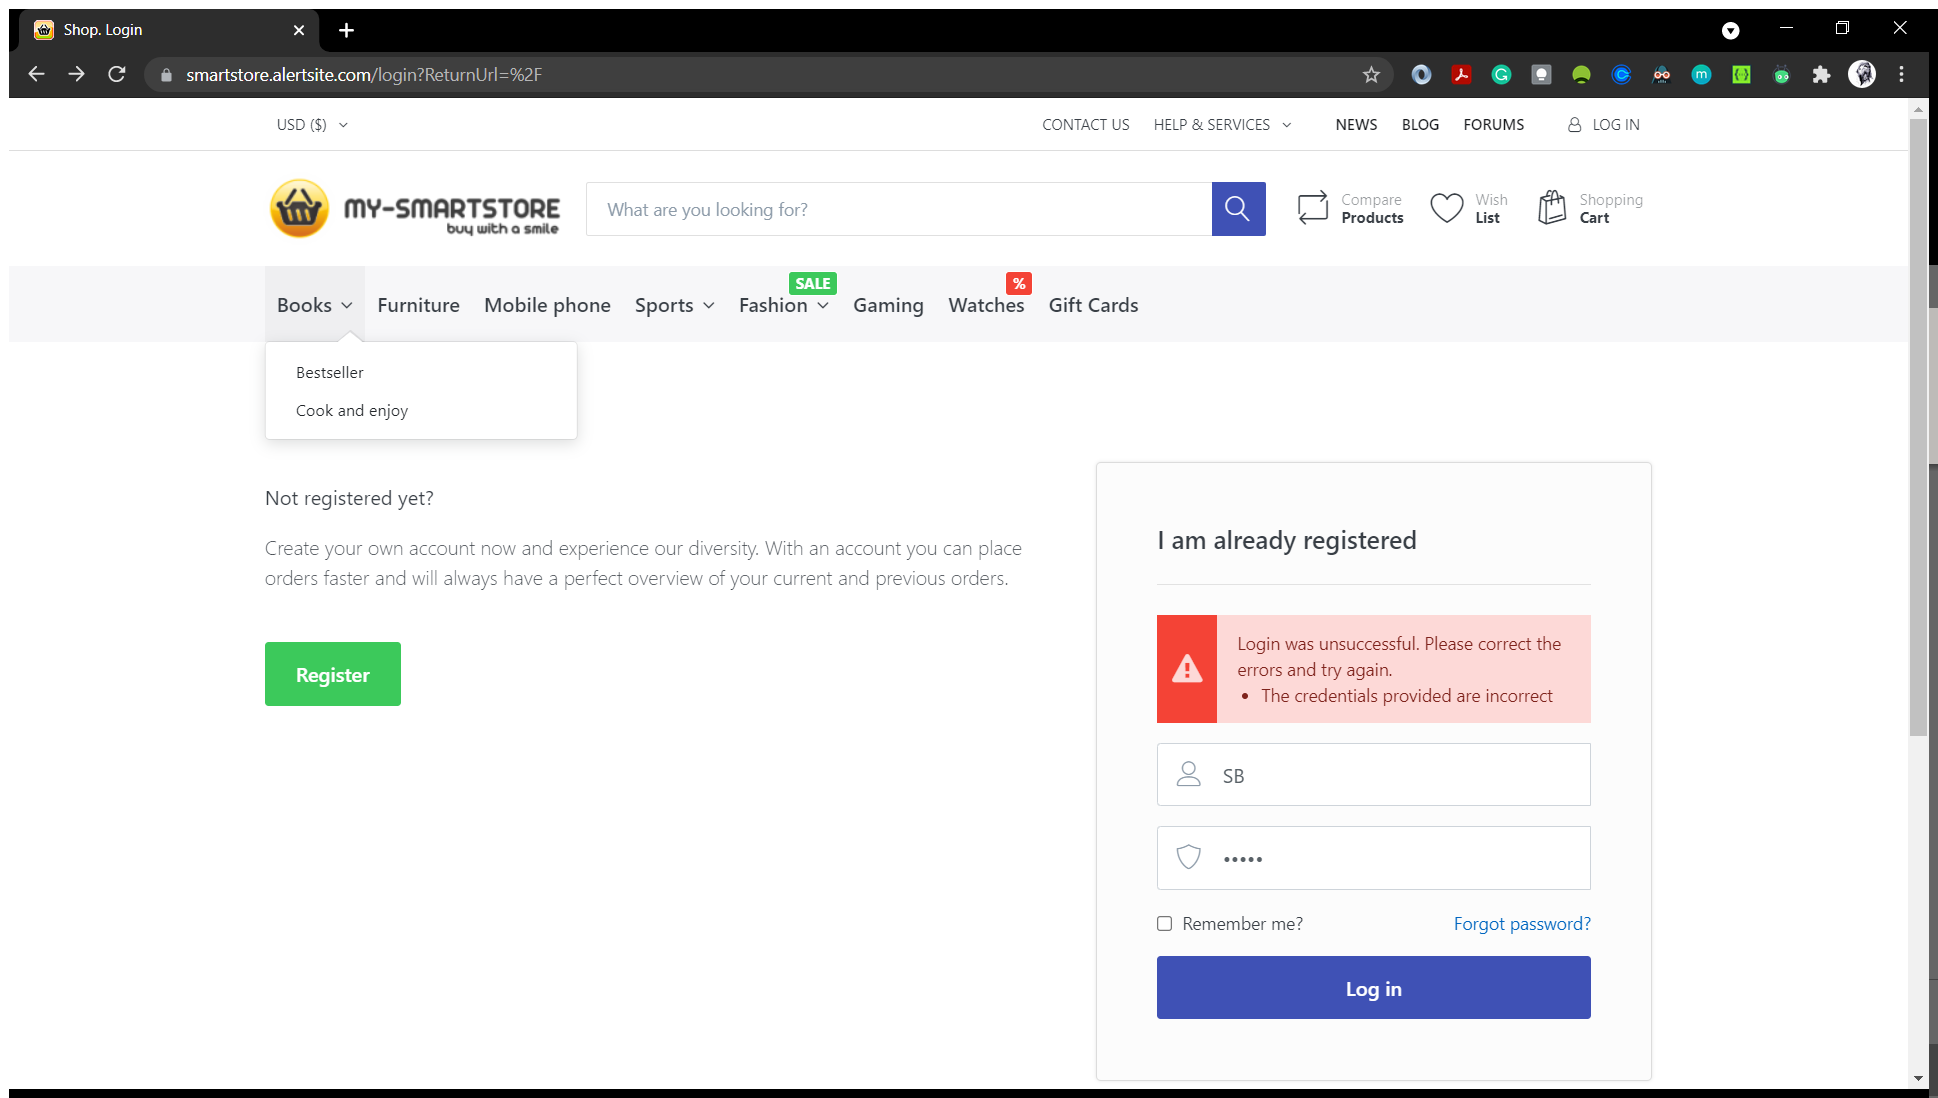 Shop. Login
smartstore.alertsite.com/login?ReturnUrl=%2F
USD ($) CONTACT US HELP & SERVICES NEWS BLOG FORUMS LOG IN
MY-SMARTSTORE
buy with a smile
What are you looking for?
Compare
Products
Wish
List
Shopping
Cart
SALE %
Books Furniture Mobile phone Sports Fashion Gaming Watches Gift Cards
Bestseller
Cook and enjoy
Not registered yet?
Create your own account now and experience our diversity. With an account you can place
orders faster and will always have a perfect overview of your current and previous orders.
Register
I am already registered
Login was unsuccessful. Please correct the
errors and try again.
• The credentials provided are incorrect
SB
•••••
Remember me? Forgot password?
Log in